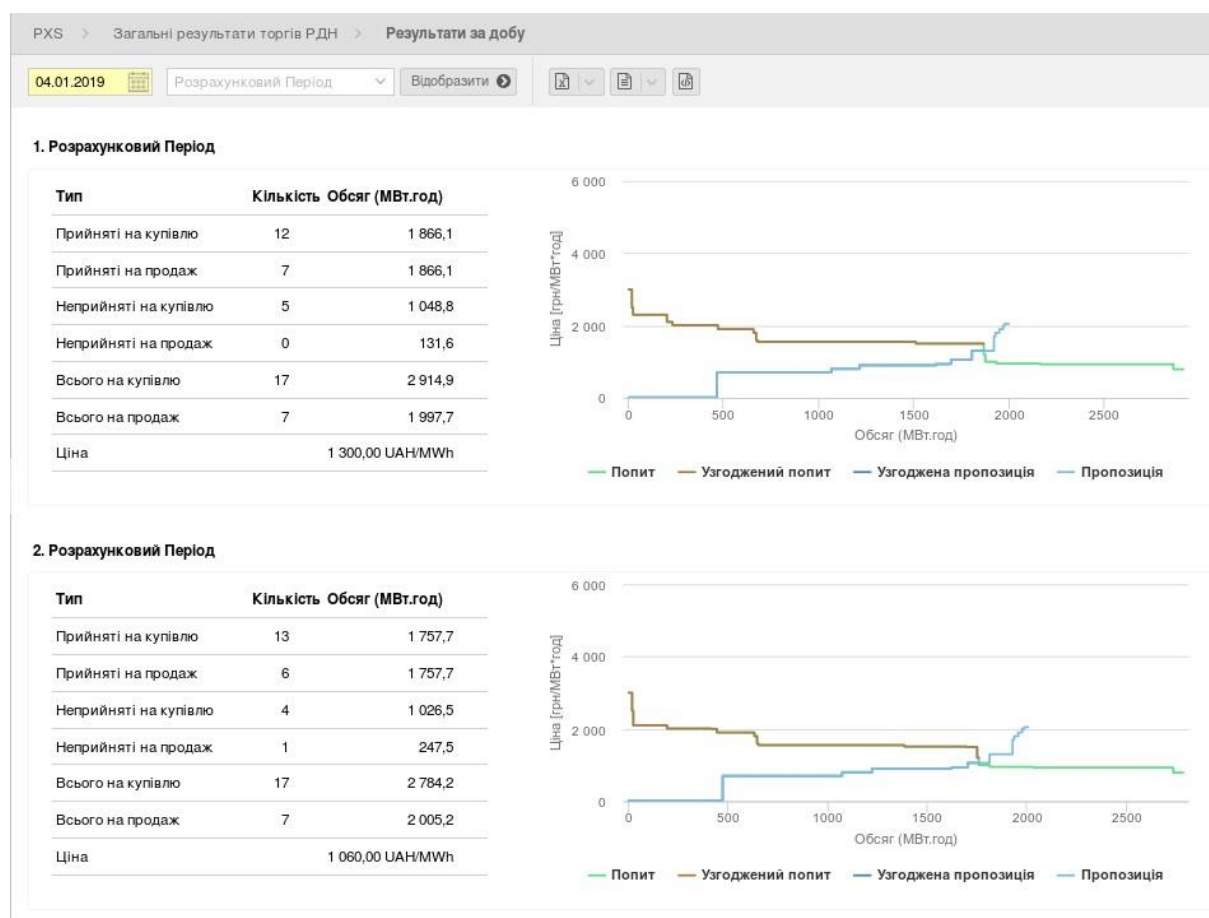 PXS > Загальні результати торгів РДН > Результати за добу
04.01.2019 Розрахунковий Період Відобразити
1. Розрахунковий Період
Тип Кількість Обсяг (МВт.год)
Прийняті на купівлю 12 1 866,1
Прийняті на продаж 7 1 866,1
Неприйняті на купівлю 5 1 048,8
Неприйняті на продаж 0 131,6
Всього на купівлю 17 2 914,9
Всього на продаж 7 1 997,7
Ціна 1 300,00 UAH/MWh
Ціна [грн/МВт*год]
6 000
4 000
2 000
0
0 500 1000 1500 2000 2500
Обсяг (МВт.год)
Попит Узгоджений попит Узгоджена пропозиція Пропозиція
2. Розрахунковий Період
Тип Кількість Обсяг (МВт.год)
Прийняті на купівлю 13 1 757,7
Прийняті на продаж 6 1 757,7
Неприйняті на купівлю 4 1 026,5
Неприйняті на продаж 1 247,5
Всього на купівлю 17 2 784,2
Всього на продаж 7 2 005,2
Ціна 1 060,00 UAH/MWh
Ціна [грн/МВт*год]
6 000
4 000
2 000
0
0 500 1000 1500 2000 2500
Обсяг (МВт.год)
Попит Узгоджений попит Узгоджена пропозиція Пропозиція